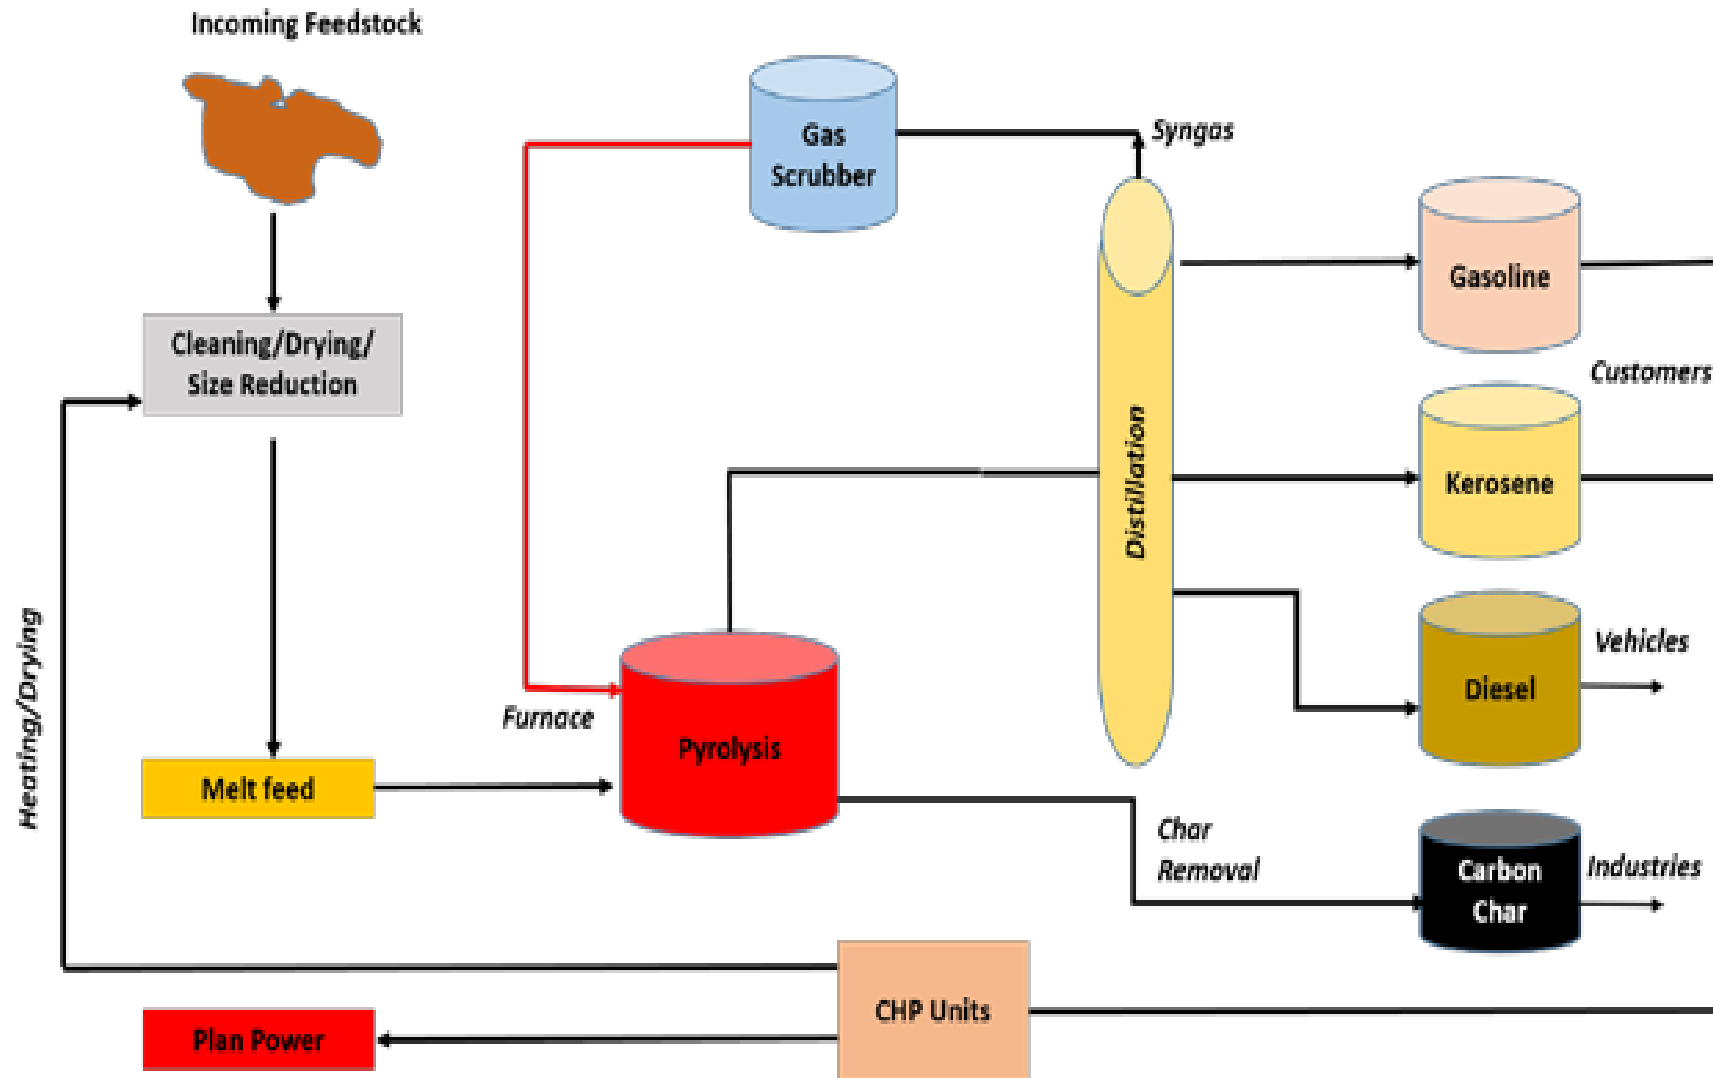 Incoming Feedstock
Gas
Scrubber
Syngas
Gasoline
Cleaning/Drying/
Size Reduction
Customers
Kerosene
Distillation
Heating/Drying
Vehicles
Diesel
Furnace
Pyrolysis
Melt feed
Char
Removal
Carbon
Char
Industries
CHP Units
Plan Power